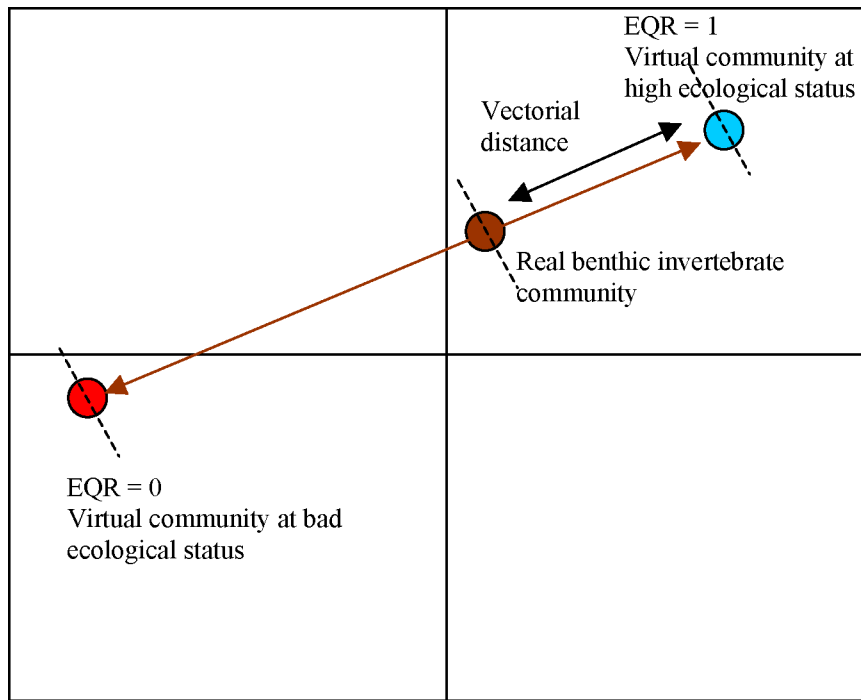 EQR = 1
Virtual community at
high ecological status
Vectorial
distance
Real benthic invertebrate
community
EQR = 0
Virtual community at bad
ecological status